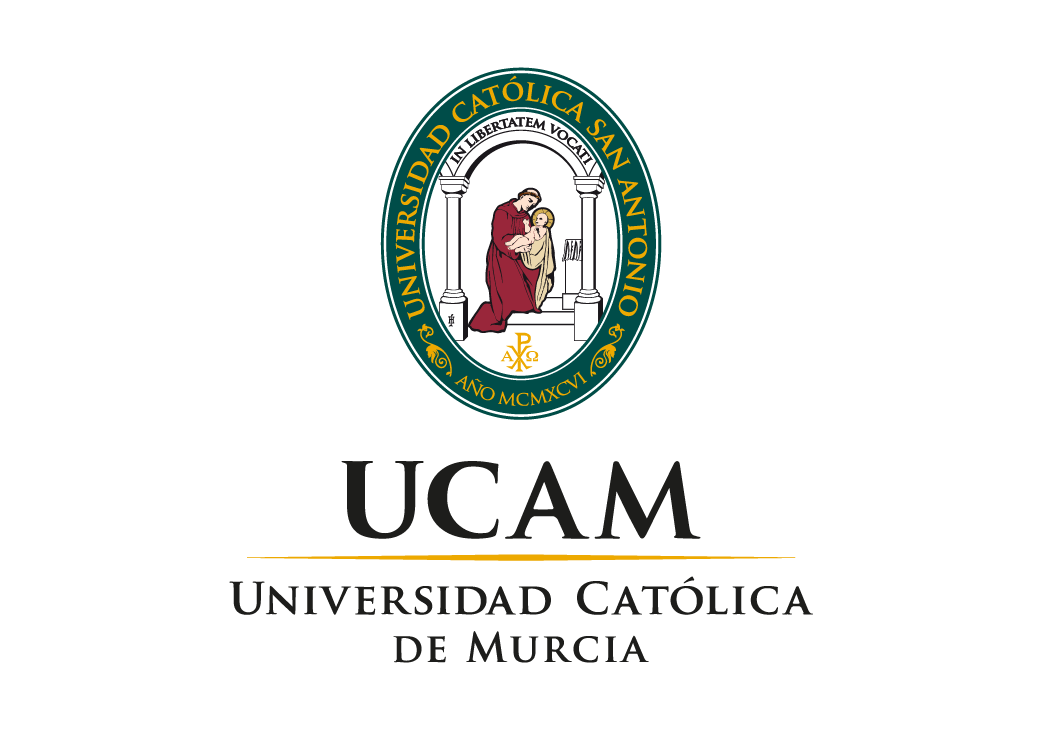 UNIVERSIDAD CATÓLICA SAN ANTONIO
IN LIBERTATEM VOCATI
Α Ω
AÑO MCMXCVI
UCAM
UNIVERSIDAD CATÓLICA
DE MURCIA